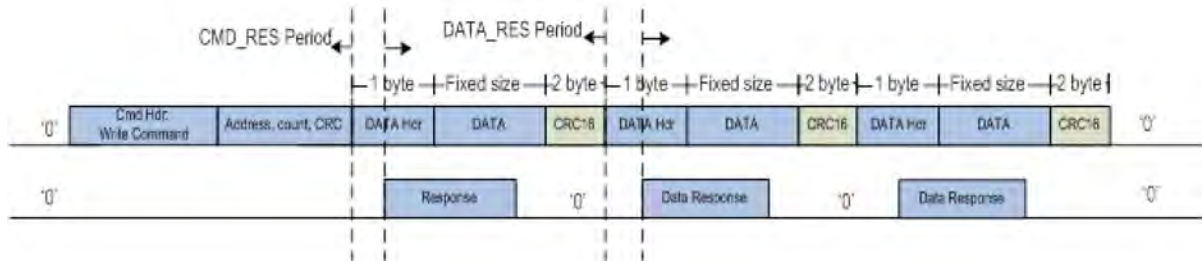 CMD_RES Period
DATA_RES Period
1 byte Fixed size 2 byte 1 byte Fixed size 2 byte 1 byte Fixed size 2 byte
'0' Cmd Hdr. Write Command Address, count, CRC DATA Hdr DATA CRC16 DATA Hdr DATA CRC16 DATA Hdr DATA CRC16 '0'
'0' Response '0' Data Response '0' Data Response '0'